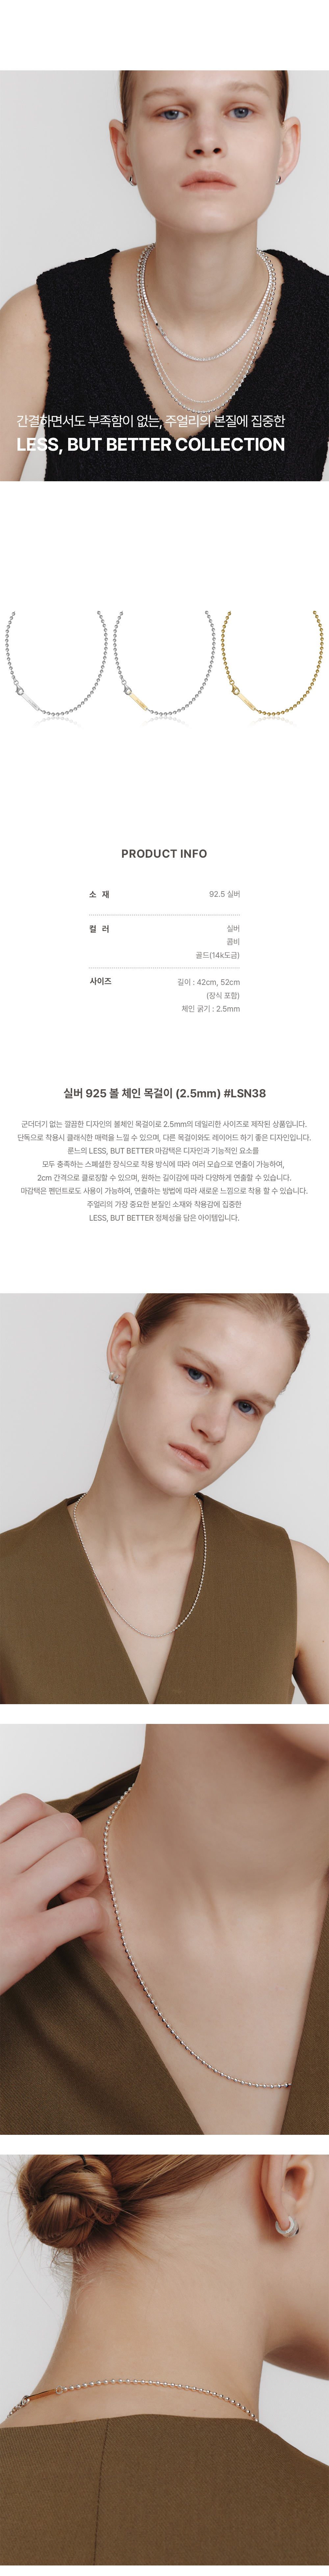 간결하면서도 부족함이 없는, 주얼리의 본질에 집중한
LESS, BUT BETTER COLLECTION
PRODUCT INFO
소 재 92.5 실버
컬 러 실버
콤비
골드(14k도금)
사이즈 길이 : 42cm, 52cm
(장식 포함)
체인 굵기 : 2.5mm
실버 925 볼 체인 목걸이 (2.5mm) #LSN38
군더더기 없는 깔끔한 디자인의 볼체인 목걸이로 2.5mm의 데일리한 사이즈로 제작된 상품입니다.
단독으로 착용시 클래식한 매력을 느낄 수 있으며, 다른 목걸이와도 레이어드 하기 좋은 디자인입니다.
론느의 LESS, BUT BETTER 마감택은 디자인과 기능적인 요소를
모두 충족하는 스페셜한 장식으로 착용 방식에 따라 여러 모습으로 연출이 가능하여,
2cm 간격으로 클로징할 수 있으며, 원하는 길이감에 따라 다양하게 연출할 수 있습니다.
마감택은 펜던트로도 사용이 가능하여, 연출하는 방법에 따라 새로운 느낌으로 착용 할 수 있습니다.
주얼리의 가장 중요한 본질인 소재와 착용감에 집중한
LESS, BUT BETTER 정체성을 담은 아이템입니다.